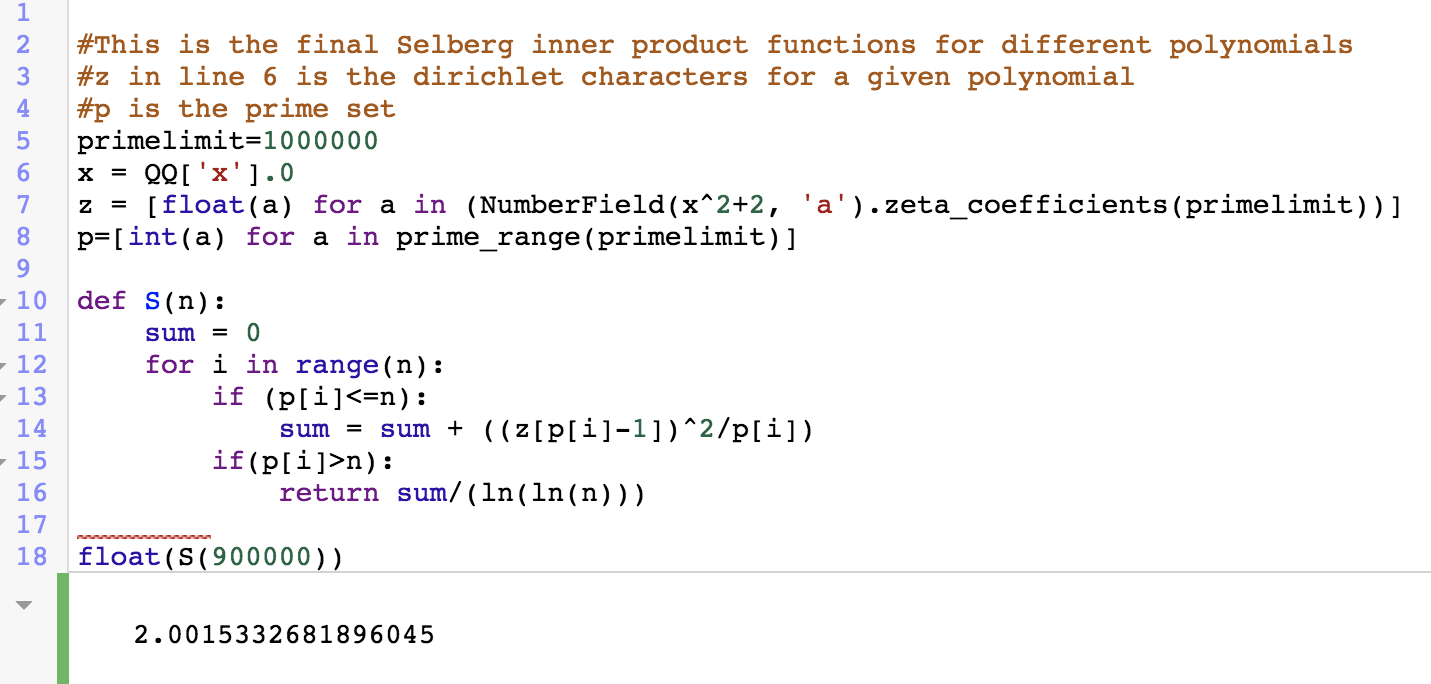 1
2 #This is the final Selberg inner product functions for different polynomials
3 #z in line 6 is the dirichlet characters for a given polynomial
4 #p is the prime set
5 primelimit=1000000
6 x = QQ['x'].0
7 z = [float(a) for a in (NumberField(x^2+2, 'a').zeta_coefficients(primelimit))]
8 p=[int(a) for a in prime_range(primelimit)]
9
10 def S(n):
11     sum = 0
12     for i in range(n):
13         if (p[i]<=n):
14             sum = sum + ((z[p[i]-1])^2/p[i])
15         if(p[i]>n):
16             return sum/(ln(ln(n)))
17
18 float(S(900000))
2.0015332681896045